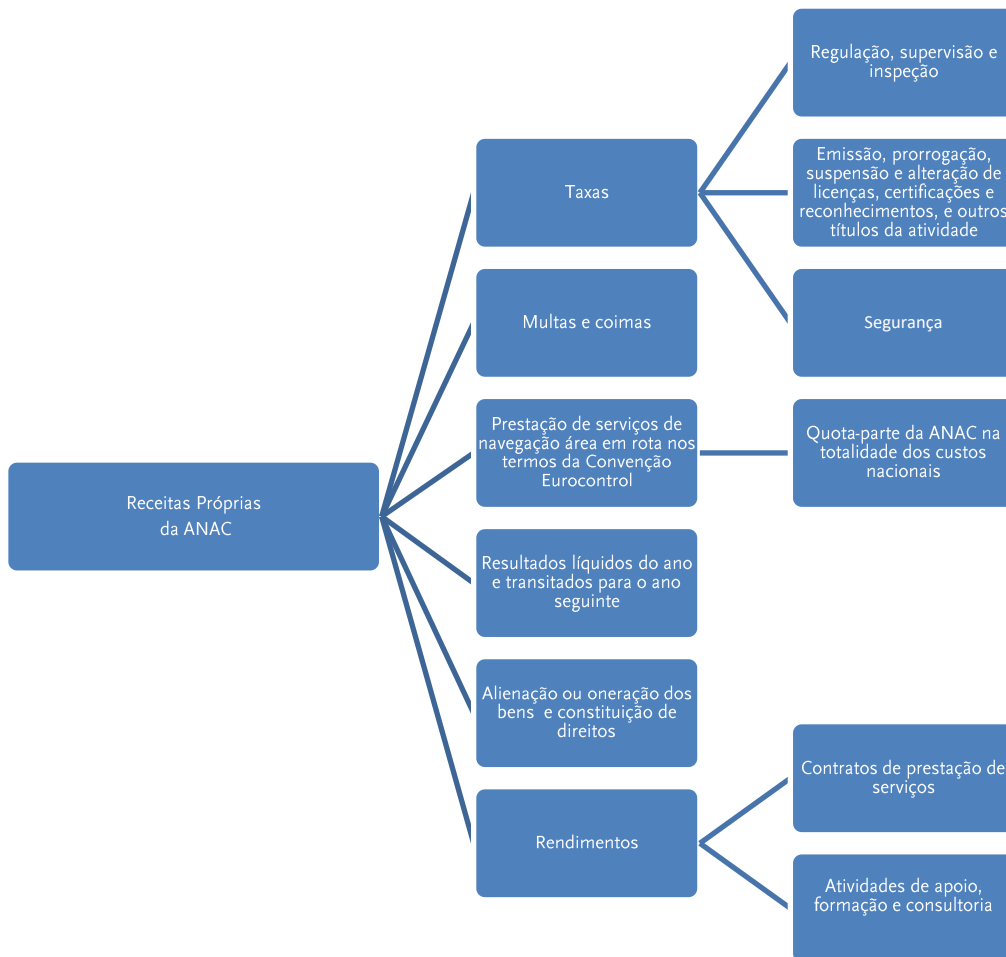 Receitas Próprias
da ANAC
Taxas
Regulação, supervisão e
inspeção
Emissão, prorrogação,
suspensão e alteração de
licenças, certificações e
reconhecimentos, e outros
títulos da atividade
Segurança
Multas e coimas
Prestação de serviços de
navegação área em rota nos
termos da Convenção
Eurocontrol
Quota-parte da ANAC na
totalidade dos custos
nacionais
Resultados líquidos do ano
e transitados para o ano
seguinte
Alienação ou oneração dos
bens e constituição de
direitos
Rendimentos
Contratos de prestação de
serviços
Atividades de apoio,
formação e consultoria